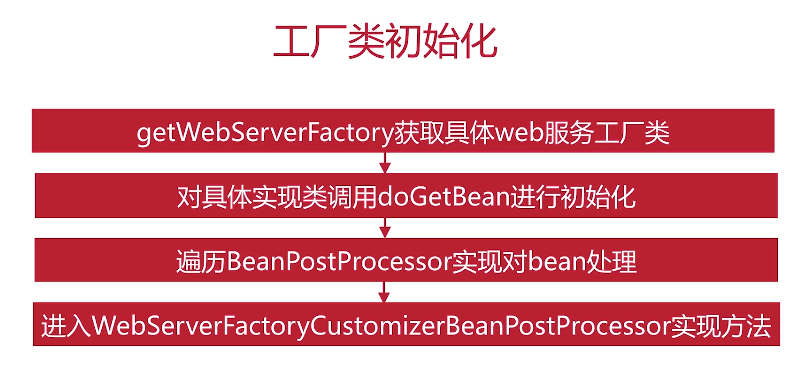 工厂类初始化
getWebServerFactory获取具体web服务工厂类
对具体实现类调用doGetBean进行初始化
遍历BeanPostProcessor实现对bean处理
进入WebServerFactoryCustomizerBeanPostProcessor实现方法